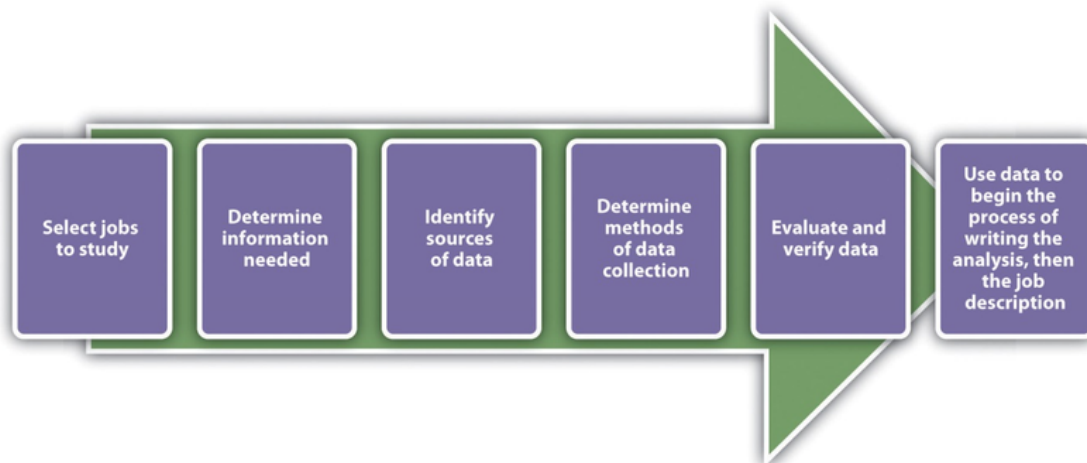 Select jobs
to study
Determine
information
needed
Identify
sources
of data
Determine
methods
of data
collection
Evaluate and
verify data
Use data to
begin the
process of
writing the
analysis, then
the job
description